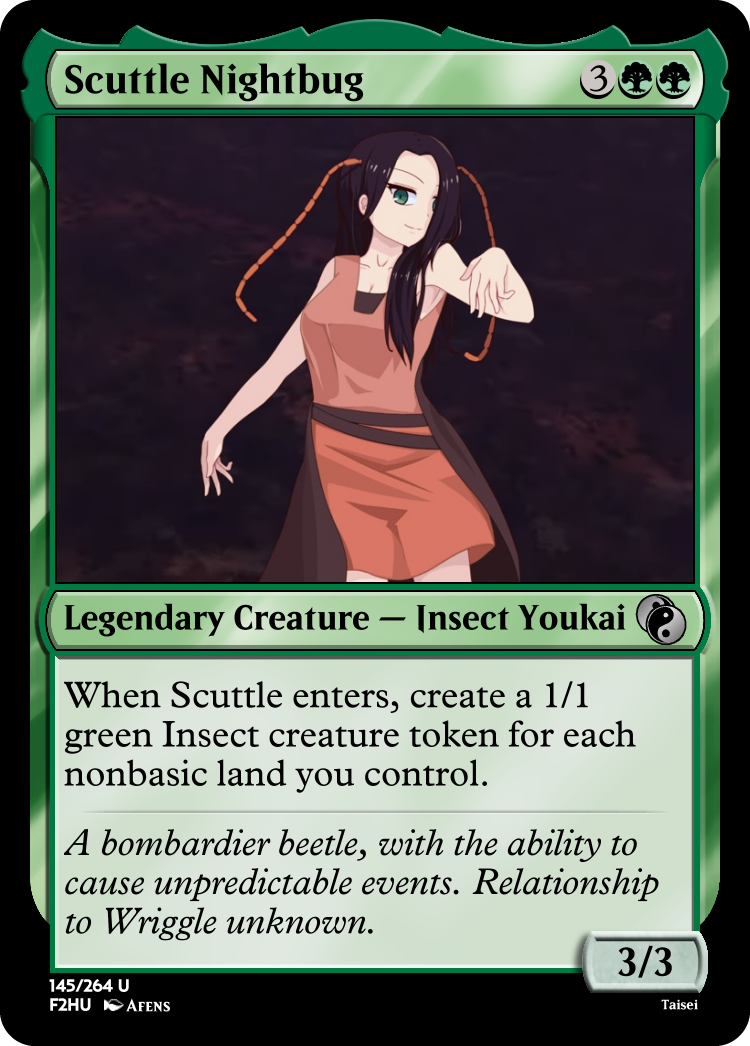 Scuttle Nightbug
3
Legendary Creature — Insect Youkai
When Scuttle enters, create a 1/1
green Insect creature token for each
nonbasic land you control.
A bombardier beetle, with the ability to
cause unpredictable events. Relationship
to Wriggle unknown.
3/3
145/264 U
F2HU Afens
Taisei